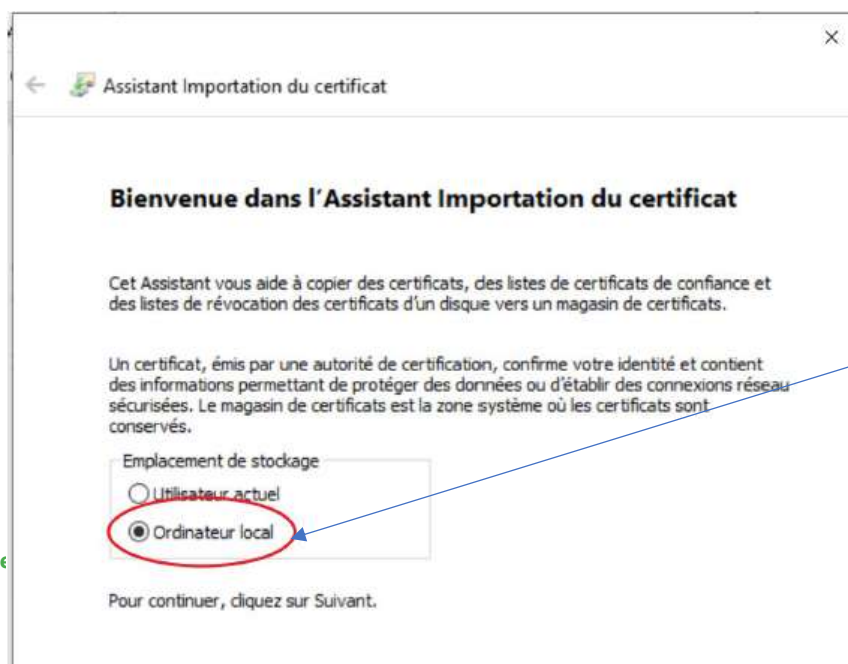 Assistant Importation du certificat
Bienvenue dans l'Assistant Importation du certificat
Cet Assistant vous aide à copier des certificats, des listes de certificats de confiance et
des listes de révocation des certificats d'un disque vers un magasin de certificats.
Un certificat, émis par une autorité de certification, confirme votre identité et contient
des informations permettant de protéger des données ou d'établir des connexions réseau
sécurisées. Le magasin de certificats est la zone système où les certificats sont
conservés.
Emplacement de stockage
Utilisateur actuel
Ordinateur local
Pour continuer, cliquez sur Suivant.